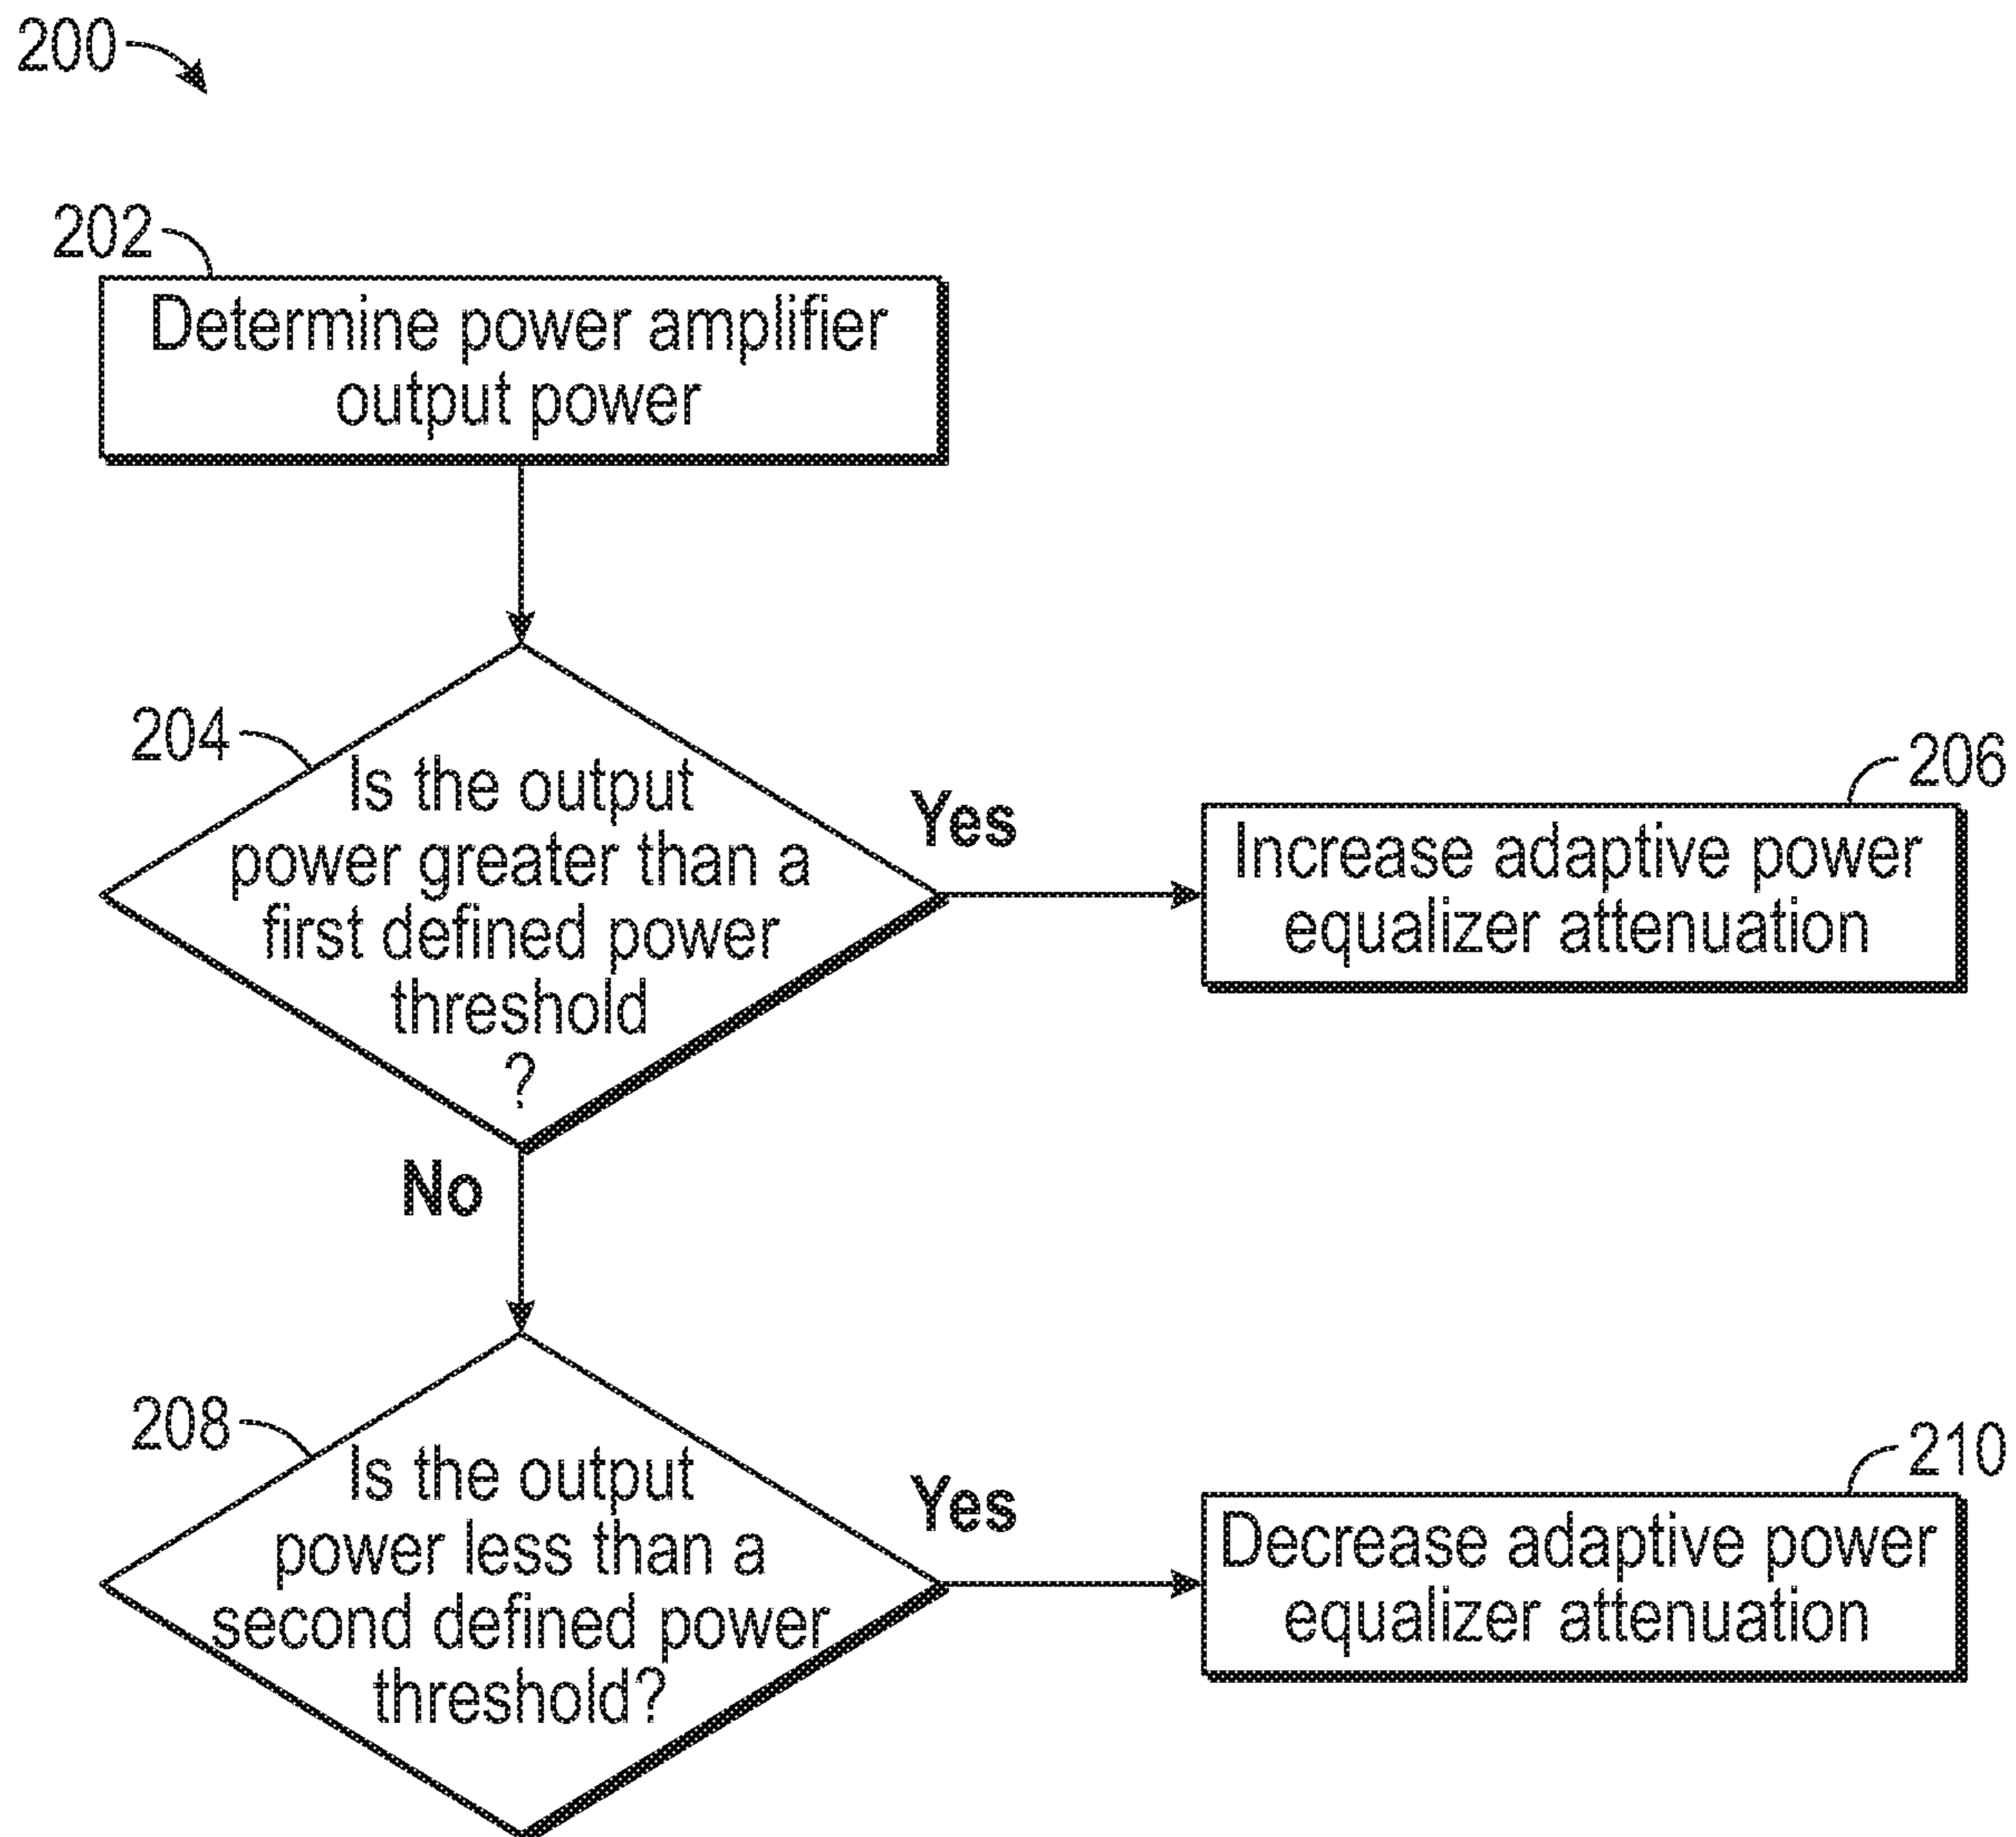 200
202
Determine power amplifier
output power
204
Is the output
power greater than a
first defined power
threshold
?
Yes
206
Increase adaptive power
equalizer attenuation
No
208
Is the output
power less than a
second defined power
threshold?
Yes
210
Decrease adaptive power
equalizer attenuation